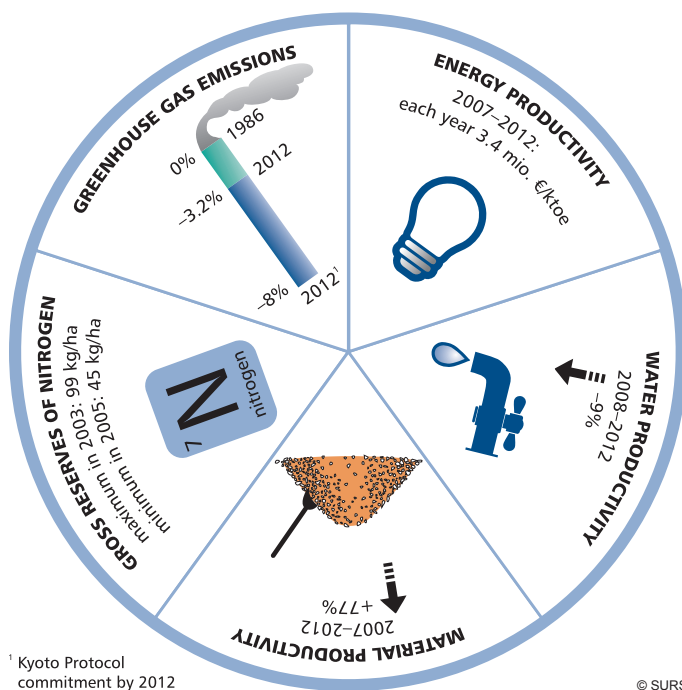 GREENHOUSE GAS EMISSIONS
0%
1986
–3.2%
2012
–8%
2012¹
ENERGY PRODUCTIVITY
2007–2012:
each year 3.4 mio. €/ktoe
WATER PRODUCTIVITY
2008–2012
–9%
MATERIAL PRODUCTIVITY
2007–2012
+77%
GROSS RESERVES OF NITROGEN
maximum in 2003: 99 kg/ha
minimum in 2005: 45 kg/ha
nitrogen
N
7
¹ Kyoto Protocol
commitment by 2012
© SURS